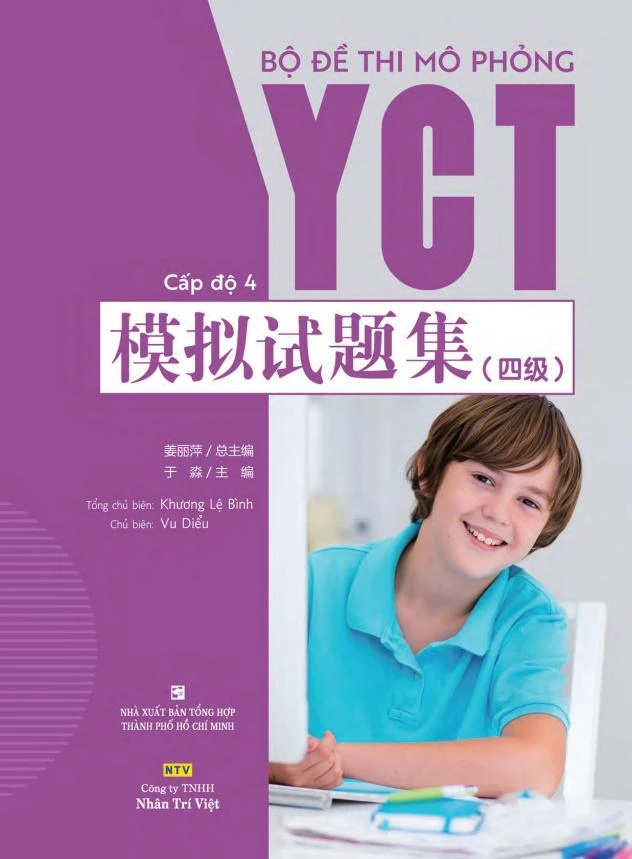 BỘ ĐỀ THI MÔ PHỎNG
YCT
Cấp độ 4
模拟试题集（四级）
姜丽萍 / 总主编
于 淼 / 主 编
Tổng chủ biên: Khương Lệ Bình
Chủ biên: Vu Diểu
NHÀ XUẤT BẢN TỔNG HỢP
THÀNH PHỐ HỒ CHÍ MINH
NTV
Công ty TNHH
Nhân Trí Việt